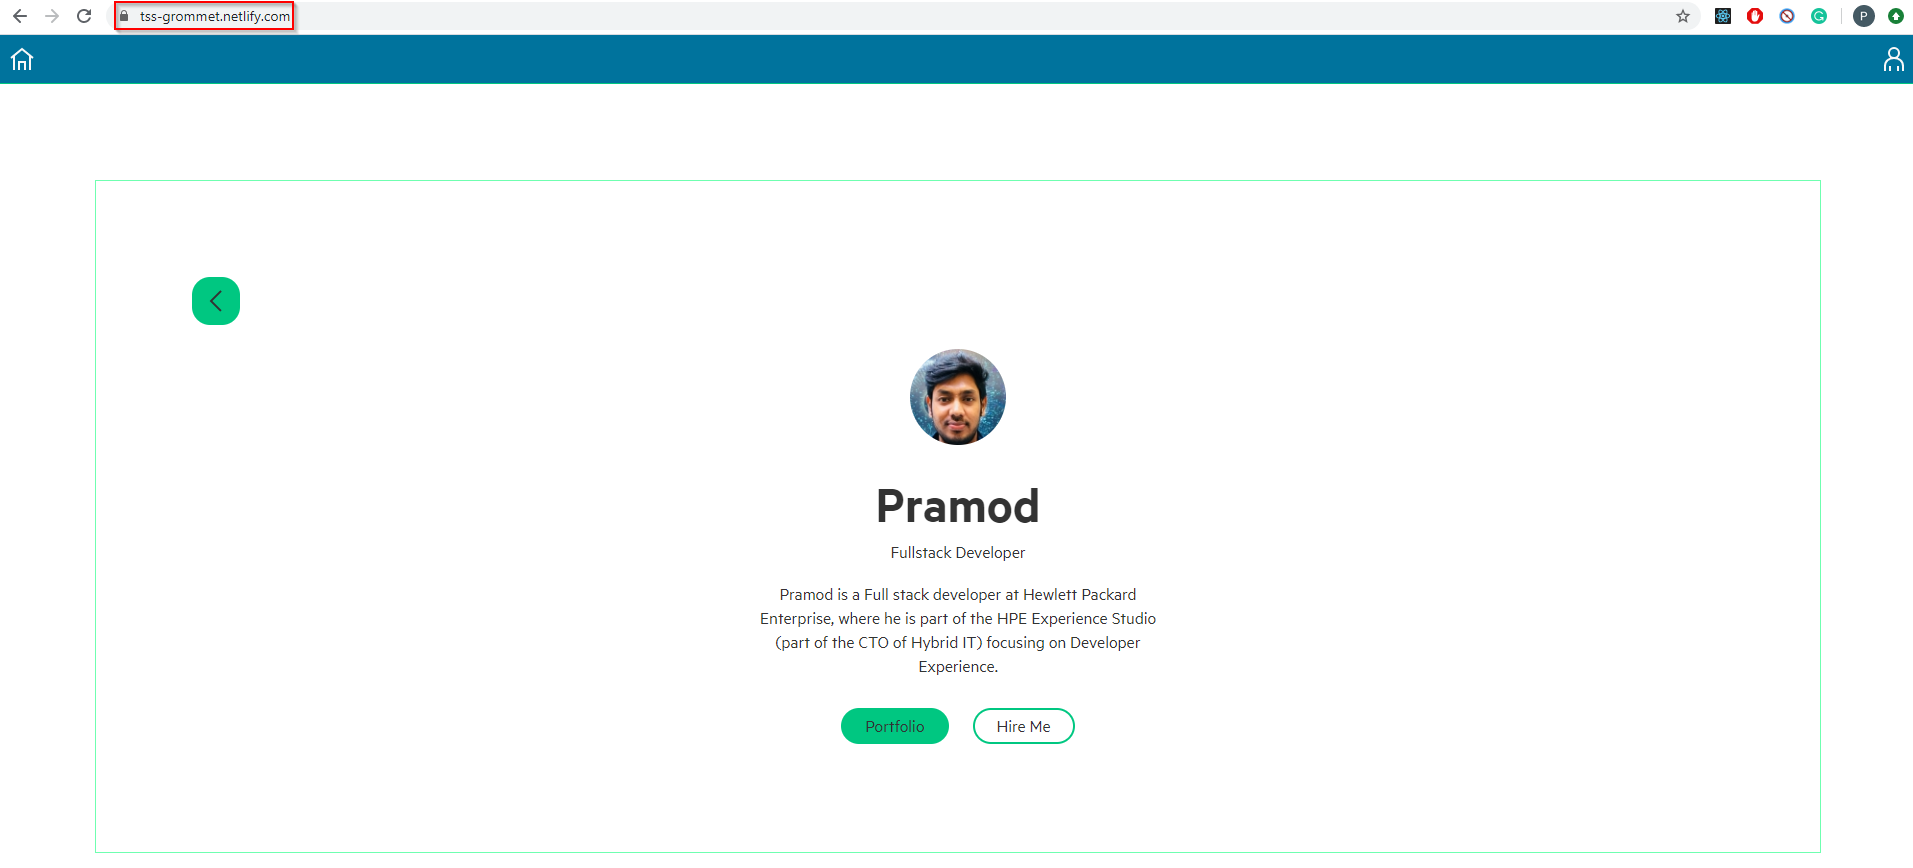 tss-grommet.netlify.com
P
Pramod
Fullstack Developer
Pramod is a Full stack developer at Hewlett Packard
Enterprise, where he is part of the HPE Experience Studio
(part of the CTO of Hybrid IT) focusing on Developer
Experience.
Portfolio
Hire Me